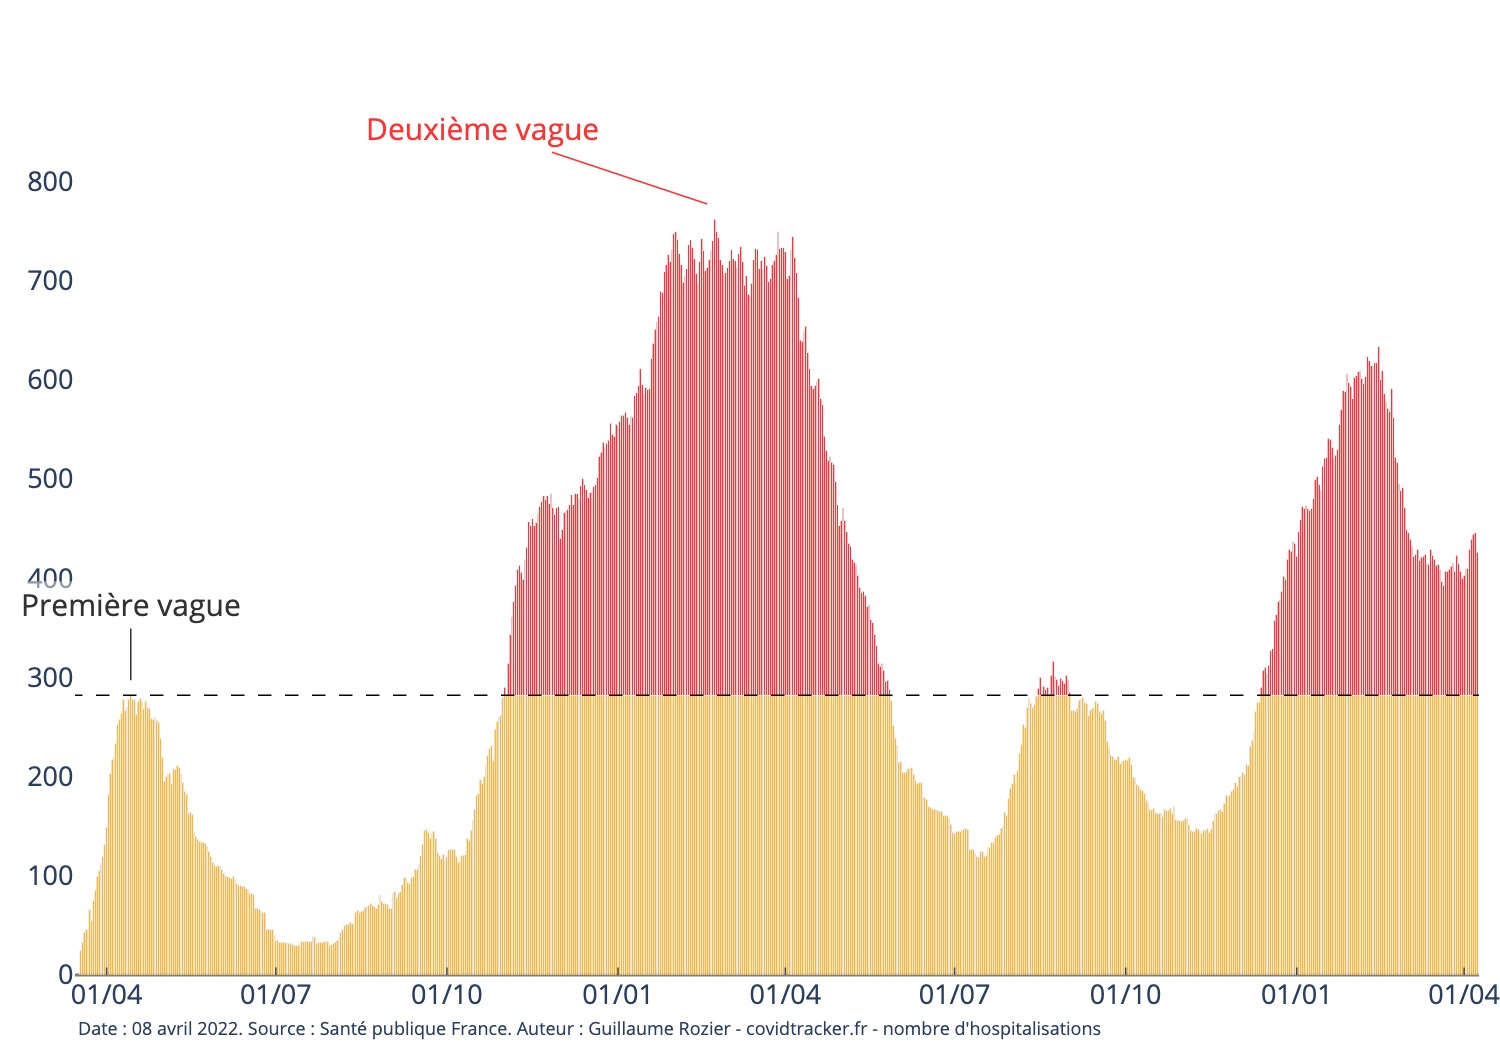 Deuxième vague
800
700
600
500
400
Première vague
300
200
100
0
01/04 01/07 01/10 01/01 01/04 01/07 01/10 01/01 01/04
Date : 08 avril 2022. Source : Santé publique France. Auteur : Guillaume Rozier - covidtracker.fr - nombre d'hospitalisations